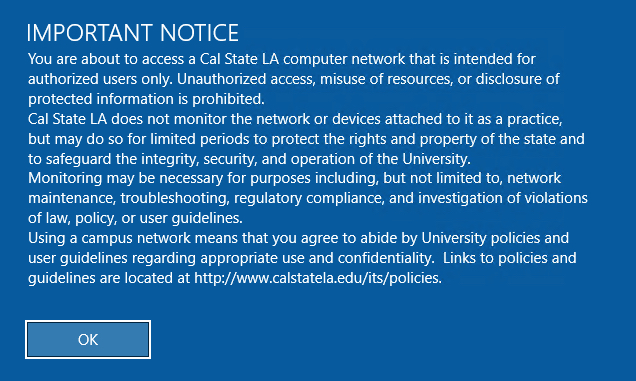 IMPORTANT NOTICE
You are about to access a Cal State LA computer network that is intended for
authorized users only. Unauthorized access, misuse of resources, or disclosure of
protected information is prohibited.
Cal State LA does not monitor the network or devices attached to it as a practice,
but may do so for limited periods to protect the rights and property of the state and
to safeguard the integrity, security, and operation of the University.
Monitoring may be necessary for purposes including, but not limited to, network
maintenance, troubleshooting, regulatory compliance, and investigation of violations
of law, policy, or user guidelines.
Using a campus network means that you agree to abide by University policies and
user guidelines regarding appropriate use and confidentiality.  Links to policies and
guidelines are located at http://www.calstatela.edu/its/policies.
OK